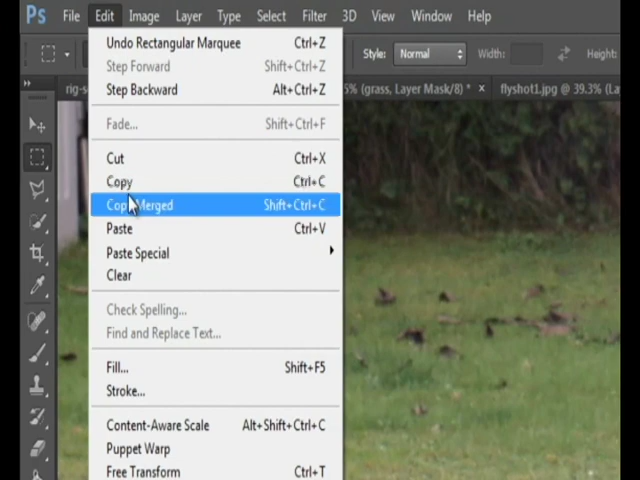 Ps File Edit Image Layer Type Select Filter 3D View Window Help
Style: Normal Width: Height:
5% (grass, Layer Mask/8) * × flyshot1.jpg @ 39.3%
Undo Rectangular Marquee Ctrl+Z
Step Forward Shift+Ctrl+Z
Step Backward Alt+Ctrl+Z
Fade... Shift+Ctrl+F
Cut Ctrl+X
Copy Ctrl+C
Copy Merged Shift+Ctrl+C
Paste Ctrl+V
Paste Special
Clear
Check Spelling...
Find and Replace Text...
Fill... Shift+F5
Stroke...
Content-Aware Scale Alt+Shift+Ctrl+C
Puppet Warp
Free Transform Ctrl+T